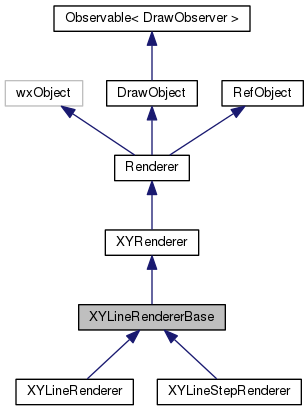 Observable< DrawObserver >
wxObject
DrawObject
RefObject
Renderer
XYRenderer
XYLineRendererBase
XYLineRenderer
XYLineStepRenderer